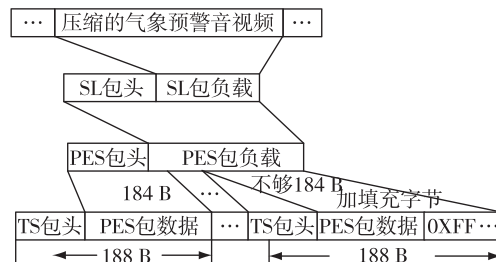 … 压缩的气象预警音视频 …
SL包头 SL包负载
PES包头 PES包负载
184 B … 不够184 B
加填充字节
TS包头 PES包数据 … TS包头 PES包数据 0XFF…
188 B 188 B